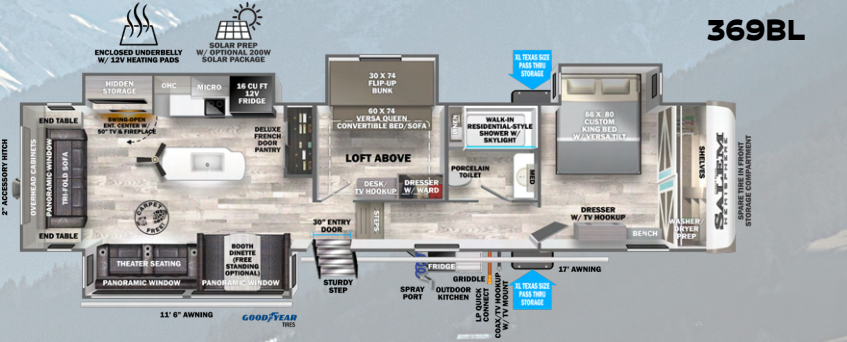 369BL
ENCLOSED UNDERBELLY
W/ 12V HEATING PADS
SOLAR PREP
W/ OPTIONAL 200W
SOLAR PACKAGE
XL TEXAS SIZE
PASS THRU
STORAGE
HIDDEN
STORAGE
OHC
MICRO
16 CU FT
12V
FRIDGE
30 X 74
FLIP-UP
BUNK
END TABLE
SWING-OPEN
ENT. CENTER W/
50" TV & FIREPLACE
DELUXE
FRENCH
DOOR
PANTRY
60 X 74
VERSA QUEEN
CONVERTIBLE BED/SOFA
LOFT ABOVE
LINEN
WALK-IN
RESIDENTIAL-STYLE
SHOWER W/
SKYLIGHT
66 X 80
CUSTOM
KING BED
W/ VERSA TILT
2" ACCESSORY HITCH
OVERHEAD CABINETS
PANORAMIC WINDOW
TRI-FOLD SOFA
PORCELAIN
TOILET
MED
DESK/
TV HOOKUP
DRESSER
W/ WARD
SHELVES
SALEM
SPARE TIRE IN FRONT
STORAGE COMPARTMENT
CARPET
FREE!
END TABLE
30" ENTRY
DOOR
STEPS
DRESSER
W/ TV HOOKUP
BENCH
WASHER/
DRYER
PREP
THEATER SEATING
PANORAMIC WINDOW
BOOTH
DINETTE
(FREE
STANDING
OPTIONAL)
PANORAMIC WINDOW
STURDY
STEP
FRIDGE
GRIDDLE
SPRAY
PORT
OUTDOOR
KITCHEN
LP QUICK
CONNECT
COAX/TV HOOKUP
W/ TV MOUNT
XL TEXAS SIZE
PASS THRU
STORAGE
17' AWNING
11' 6" AWNING
GOODYEAR
TIRES